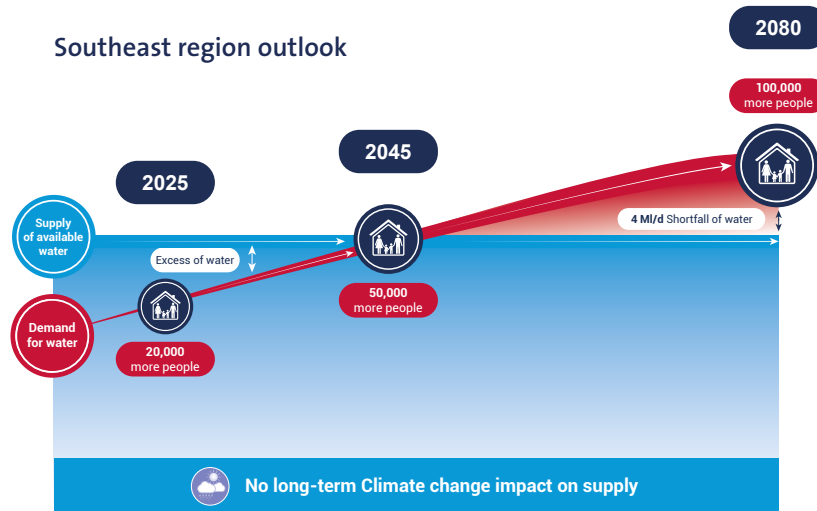 Southeast region outlook
2080
100,000
more people
2045
2025
Supply
of available
water
4 Ml/d Shortfall of water
Excess of water
50,000
more people
Demand
for water
20,000
more people
No long-term Climate change impact on supply